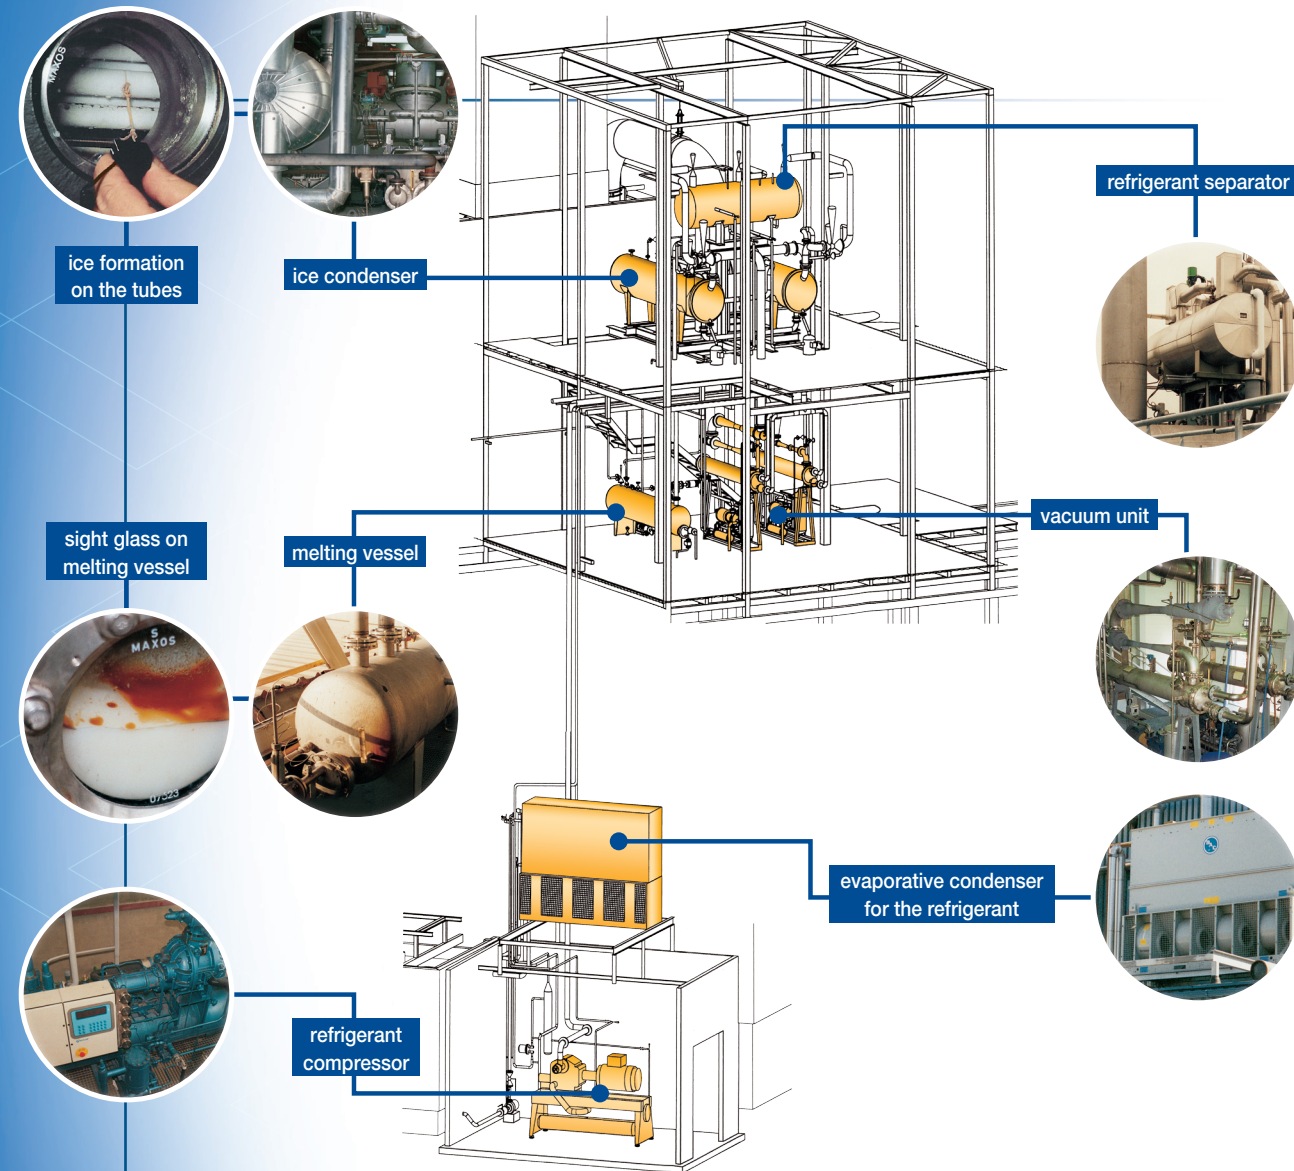 MAXOS
refrigerant separator
ice formation
on the tubes
ice condenser
sight glass on
melting vessel
melting vessel
vacuum unit
S
MAXOS
07323
evaporative condenser
for the refrigerant
refrigerant
compressor